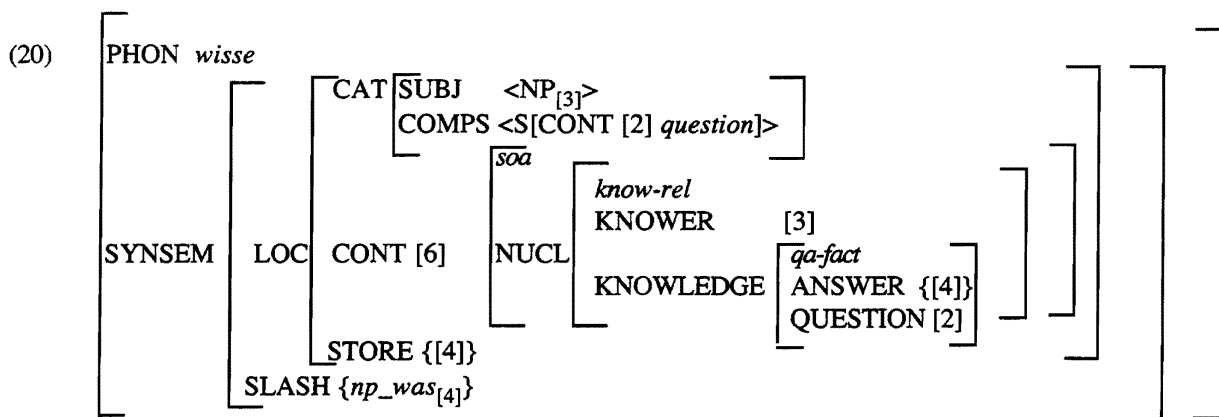 (20) PHON wisse
CAT SUBJ <NP[3]>
COMPS <S[CONT [2] question]>
soa
know-rel
KNOWER [3]
SYNSEM LOC CONT [6] NUCL qa-fact
KNOWLEDGE ANSWER {[4]}
QUESTION [2]
STORE {[4]}
SLASH {np_was[4]}